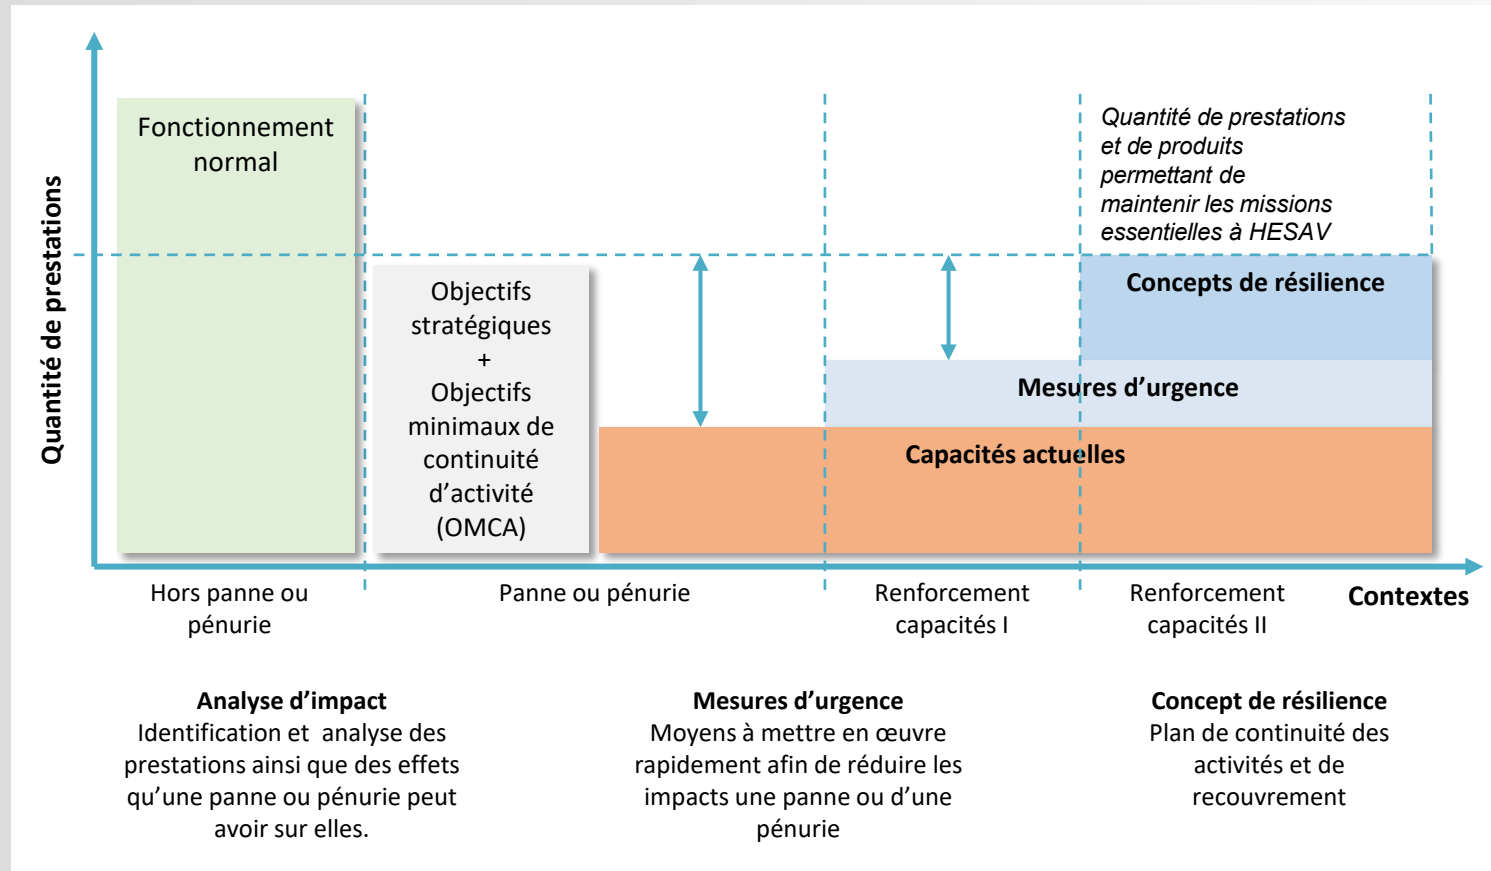 Quantité de prestations
Fonctionnement
normal
Objectifs
stratégiques
+
Objectifs
minimaux de
continuité
d’activité
(OMCA)
Quantité de prestations
et de produits
permettant de
maintenir les missions
essentielles à HESAV
Concepts de résilience
Mesures d’urgence
Capacités actuelles
Hors panne ou
pénurie
Panne ou pénurie
Renforcement
capacités I
Renforcement
capacités II
Contextes
Analyse d’impact
Identification et  analyse des
prestations ainsi que des effets
qu’une panne ou pénurie peut
avoir sur elles.
Mesures d’urgence
Moyens à mettre en œuvre
rapidement afin de réduire les
impacts une panne ou d’une
pénurie
Concept de résilience
Plan de continuité des
activités et de
recouvrement